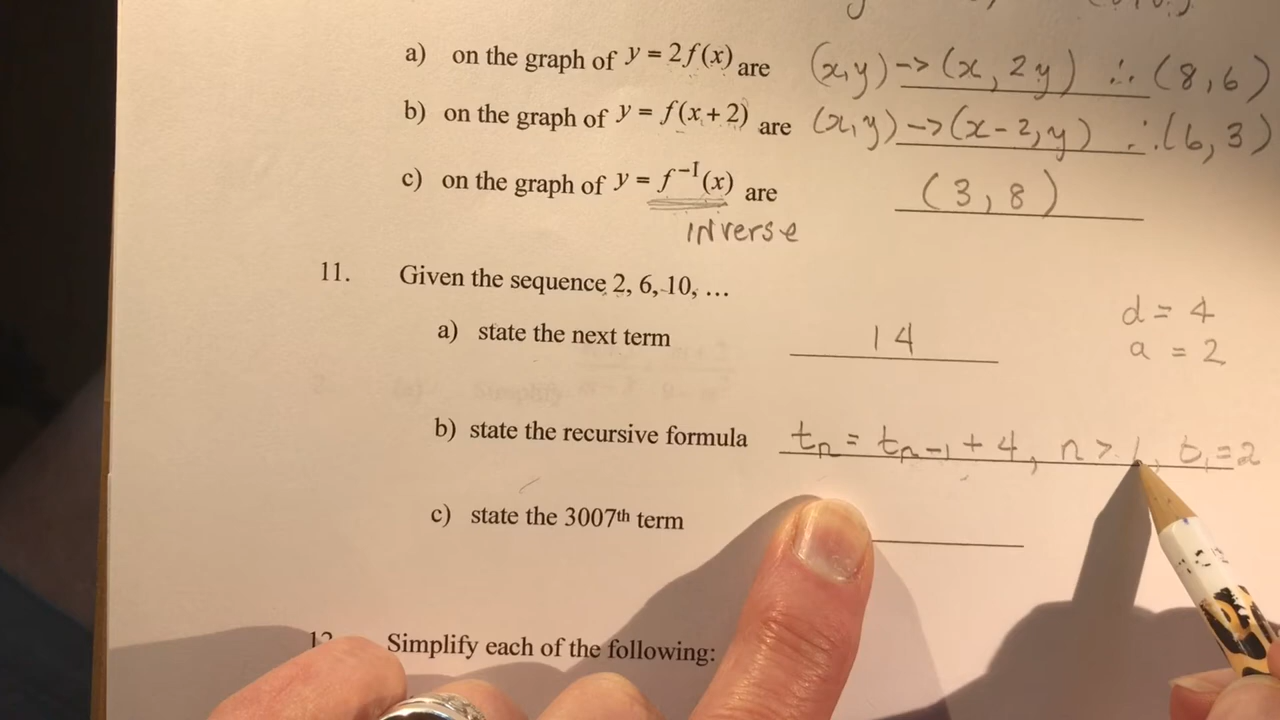 a) on the graph of y = 2f(x) are (x,y)->(x, 2y) ∴ (8,6)
b) on the graph of y = f(x+2) are (x,y)->(x-2,y) ∴ (6,3)
c) on the graph of y = f⁻¹(x) are (3,8)
inverse
11. Given the sequence 2, 6, 10, …
d = 4
a) state the next term 14
a = 2
b) state the recursive formula tₙ = tₙ₋₁ + 4, n > 1, t₁ = 2
c) state the 3007th term
Simplify each of the following: